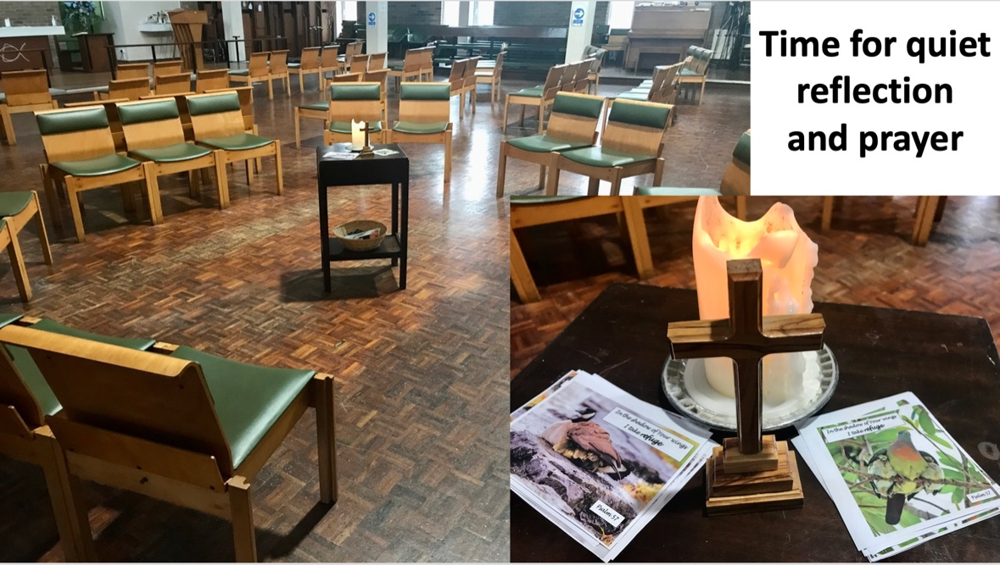 Time for quiet
reflection
and prayer
In the shadow of Your wings
I take refuge
Psalm 57
In the shadow of Your wings
I take refuge
Psalm 57